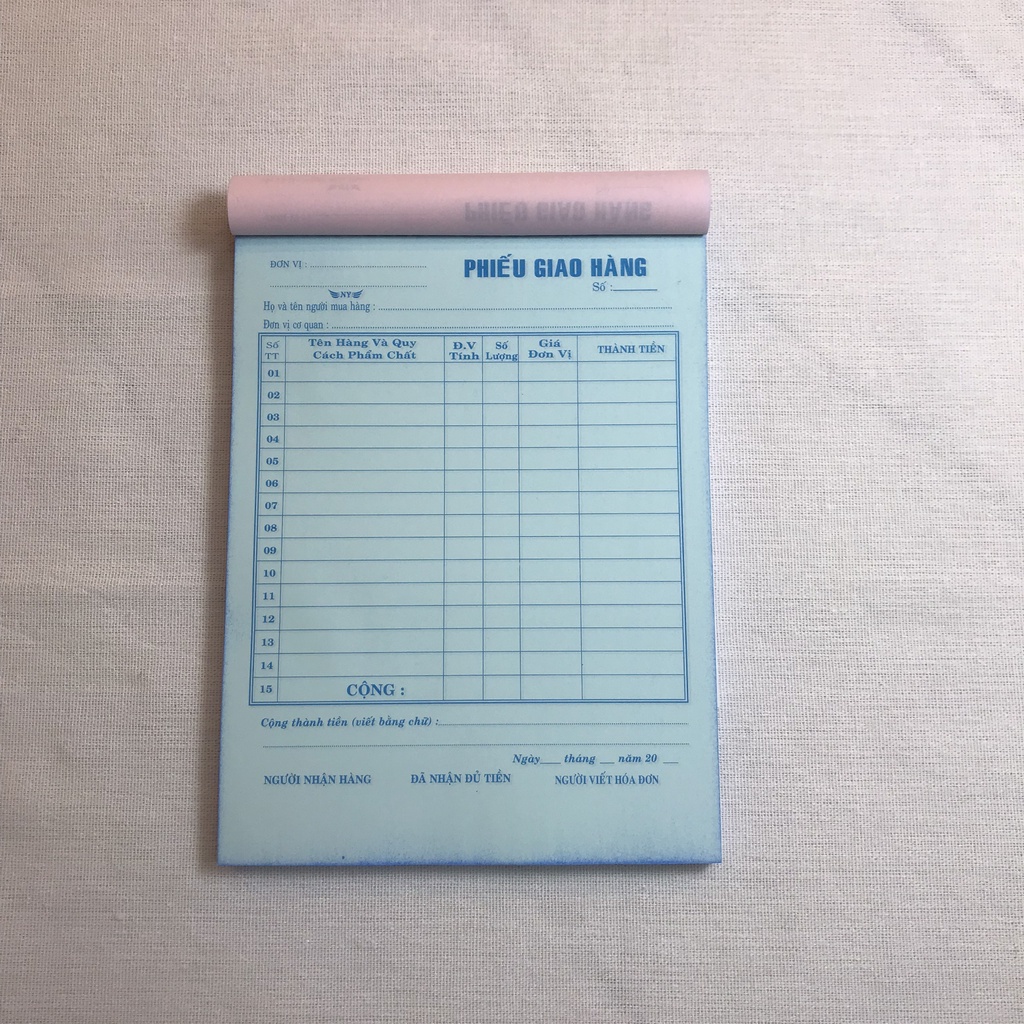 PHIẾU GIAO HÀNG
ĐƠN VỊ :
PHIẾU GIAO HÀNG
Số :
NY
Họ và tên người mua hàng :
Đơn vị cơ quan :
Số TT
Tên Hàng Và Quy Cách Phẩm Chất
Đ.V Tính
Số Lượng
Giá Đơn Vị
THÀNH TIỀN
01
02
03
04
05
06
07
08
09
10
11
12
13
14
15 CỘNG :
Cộng thành tiền (viết bằng chữ) :
Ngày___ tháng __ năm 20 __
NGƯỜI NHẬN HÀNG ĐÃ NHẬN ĐỦ TIỀN NGƯỜI VIẾT HÓA ĐƠN